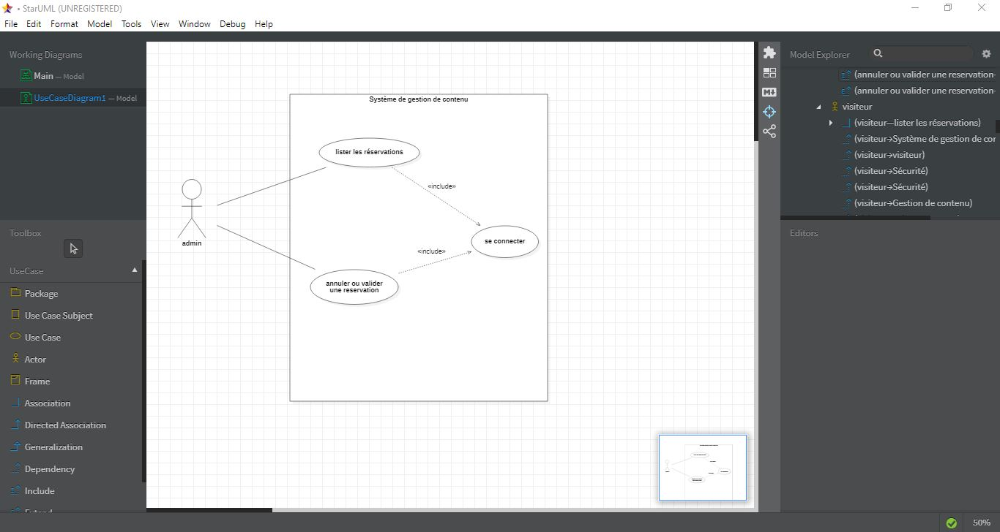 • StarUML (UNREGISTERED)
File Edit Format Model Tools View Window Debug Help
Working Diagrams
Main — Model
UseCaseDiagram1 — Model
Toolbox
UseCase
Package
Use Case Subject
Use Case
Actor
Frame
Association
Directed Association
Generalization
Dependency
Include
Extend
Système de gestion de contenu
lister les réservations
«include»
admin
se connecter
«include»
annuler ou valider
une reservation
Model Explorer
(annuler ou valider une reservation-
(annuler ou valider une reservation-
visiteur
(visiteur—lister les réservations)
(visiteur→Système de gestion de cor
(visiteur→visiteur)
(visiteur→Sécurité)
(visiteur→Sécurité)
(visiteur→Gestion de contenu)
Editors
50%